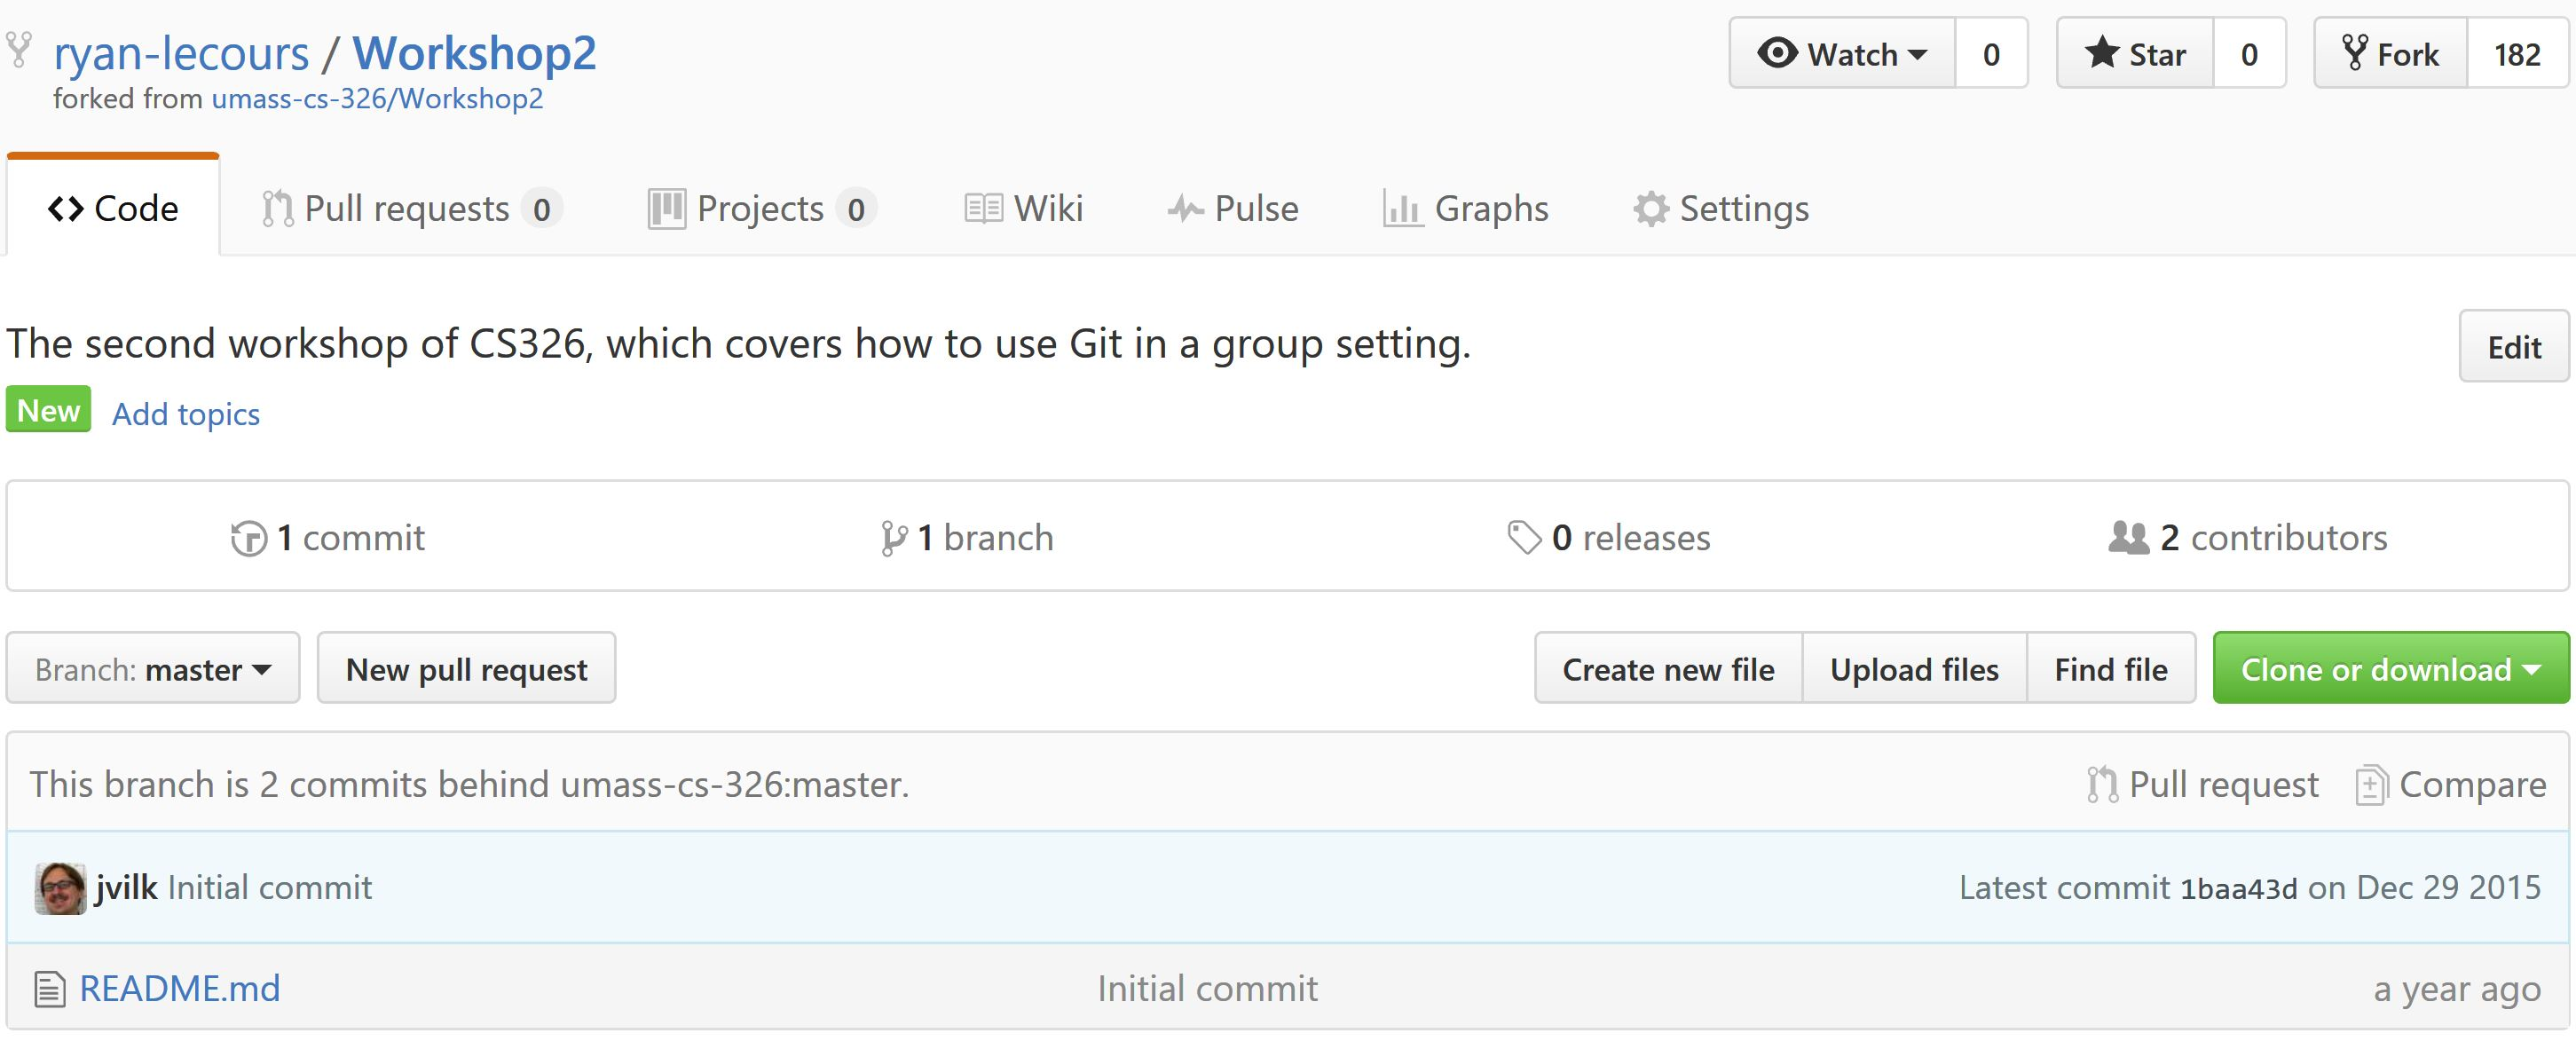 ryan-lecours / Workshop2
Watch 0 Star 0 Fork 182
forked from umass-cs-326/Workshop2
Code Pull requests 0 Projects 0 Wiki Pulse Graphs Settings
The second workshop of CS326, which covers how to use Git in a group setting.
Edit
New Add topics
1 commit 1 branch 0 releases 2 contributors
Branch: master New pull request Create new file Upload files Find file Clone or download
This branch is 2 commits behind umass-cs-326:master. Pull request Compare
jvilk Initial commit Latest commit 1baa43d on Dec 29 2015
README.md Initial commit a year ago